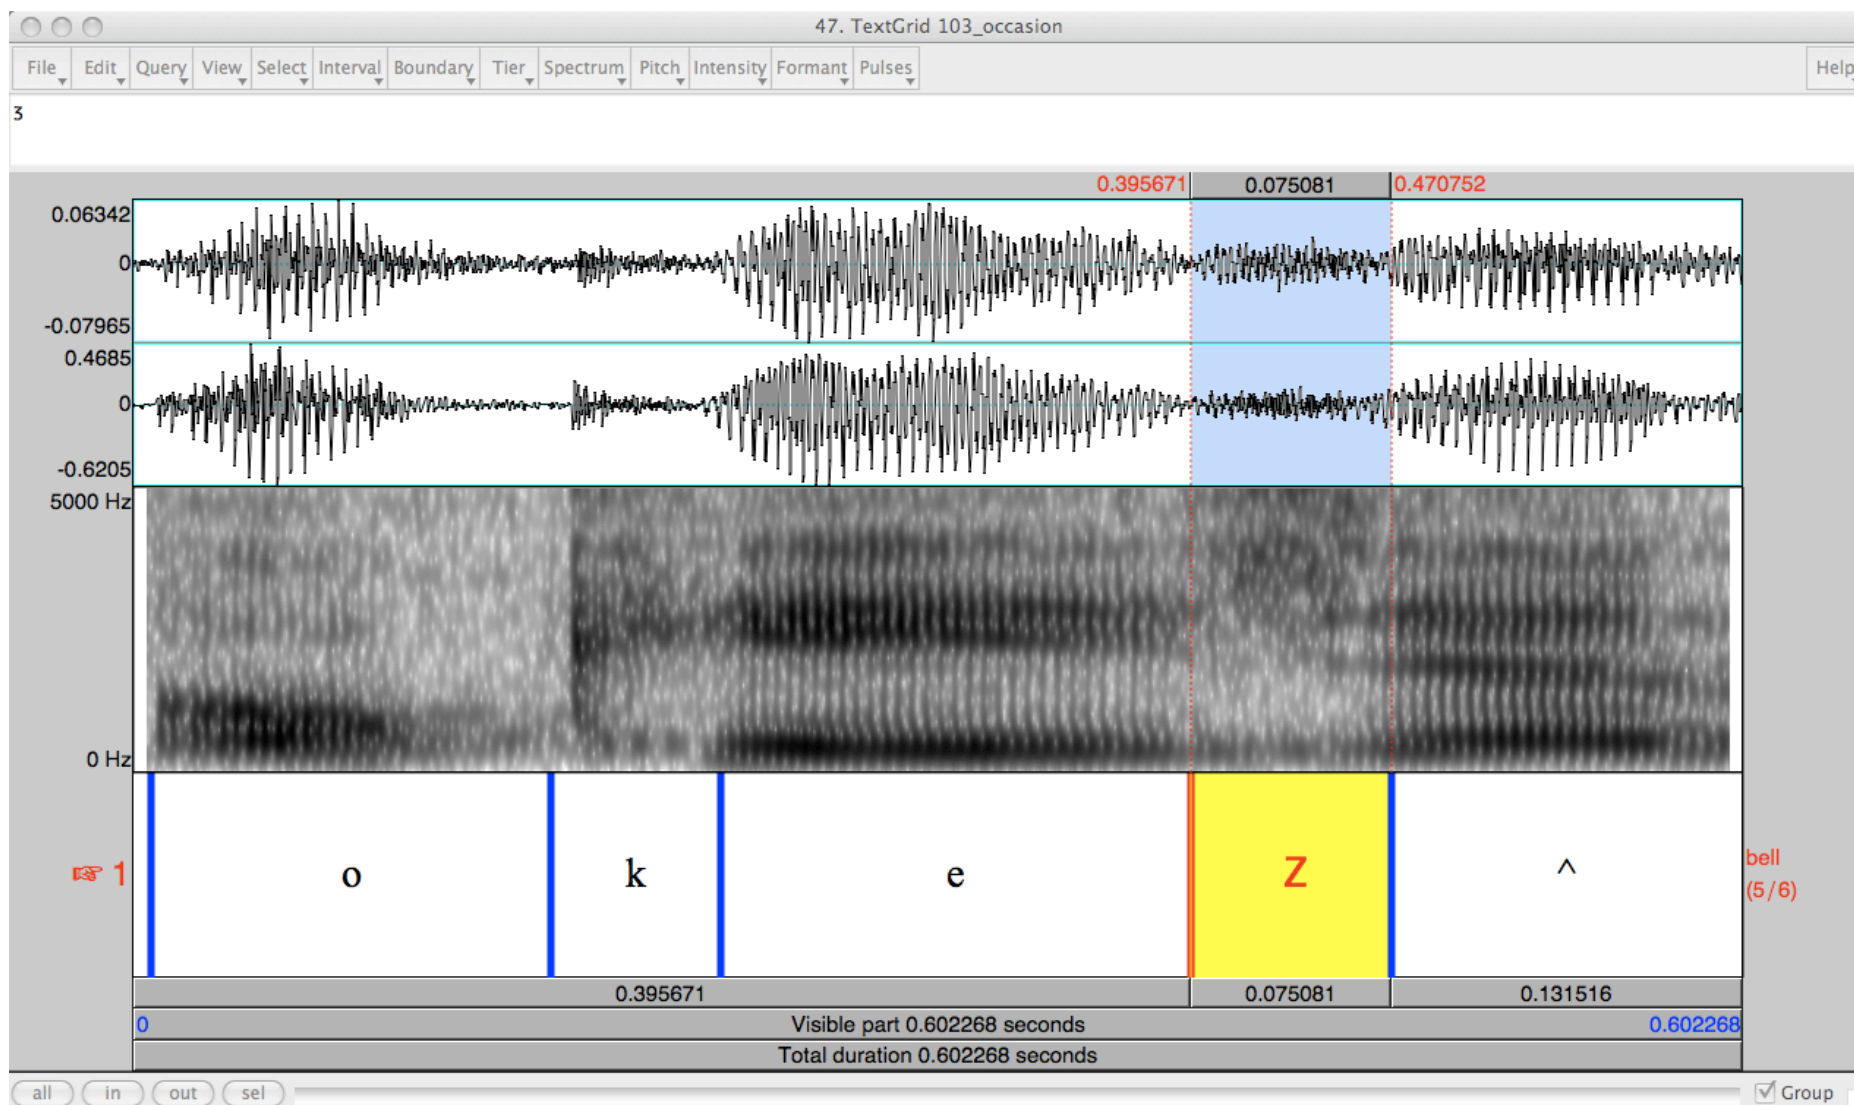 47. TextGrid 103_occasion
File Edit Query View Select Interval Boundary Tier Spectrum Pitch Intensity Formant Pulses Help
ʒ
0.395671 0.075081 0.470752
0.06342
0
-0.07965
0.4685
0
-0.6205
5000 Hz
0 Hz
☞ 1 o k e Z ^ bell (5/6)
0.395671 0.075081 0.131516
0 Visible part 0.602268 seconds 0.602268
Total duration 0.602268 seconds
all in out sel Group